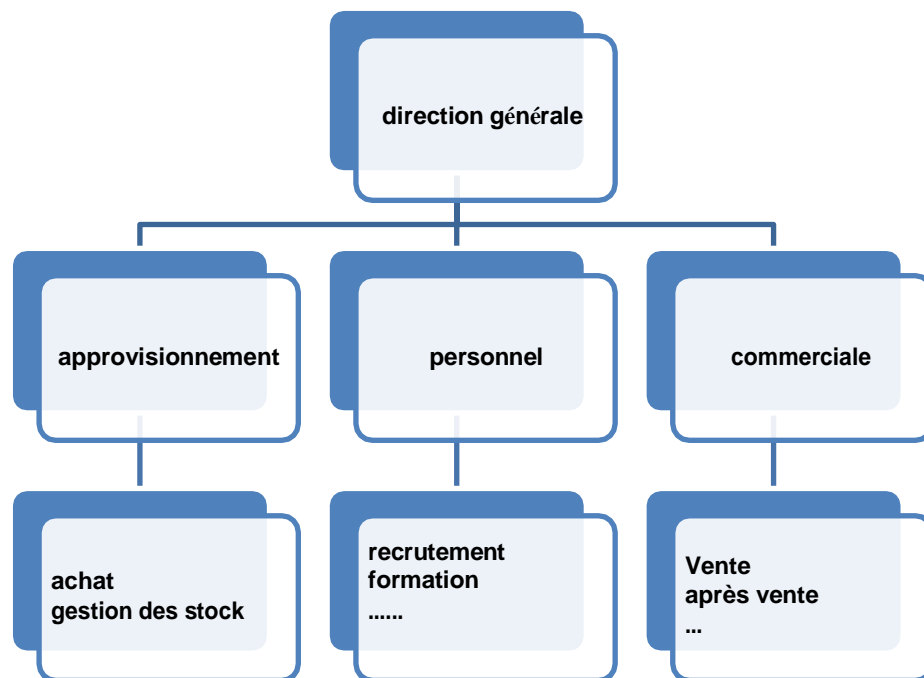 direction générale
approvisionnement
personnel
commerciale
achat
gestion des stock
recrutement
formation
......
Vente
après vente
...